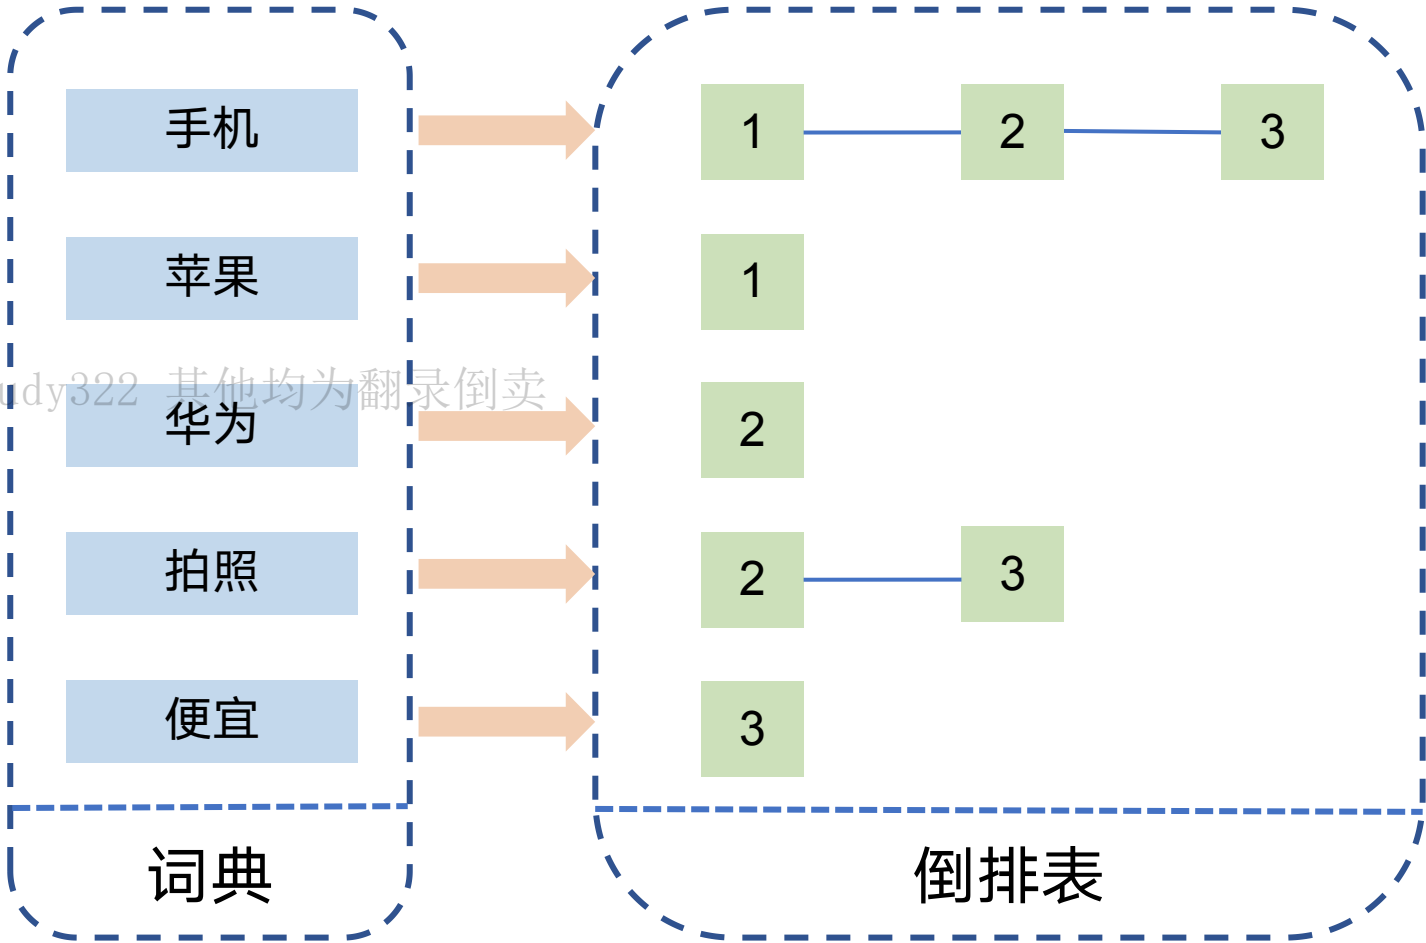 手机 1 2 3
苹果 1
udy322 其他均为翻录倒卖
华为 2
拍照 2 3
便宜 3
词典 倒排表